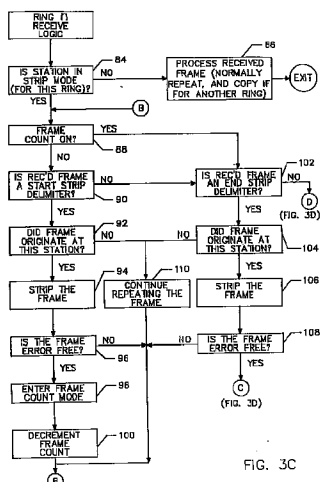 RING ()
RECEIVE
LOGIC
84
IS STATION IN
STRIP MODE
(FOR THIS RING)?
NO
86
PROCESS RECEIVED
FRAME (NORMALLY
REPEAT, AND COPY IF
FOR ANOTHER RING)
EXIT
YES
B
FRAME
COUNT ON?
YES
88
NO
IS REC'D FRAME
A START STRIP
DELIMITER?
NO
90
IS REC'D FRAME
AN END STRIP
DELIMITER?
102
NO
D
(FIG. 3D)
YES
YES
92
DID FRAME
ORIGINATE AT
THIS STATION?
NO
NO
DID FRAME
ORIGINATE AT
THIS STATION?
104
YES
94
STRIP THE
FRAME
110
CONTINUE
REPEATING THE
FRAME
YES
106
STRIP THE
FRAME
IS THE FRAME
ERROR FREE?
NO
96
NO
IS THE FRAME
ERROR FREE?
108
YES
98
ENTER FRAME
COUNT MODE
YES
C
(FIG. 3D)
100
DECREMENT
FRAME
COUNT
FIG. 3C